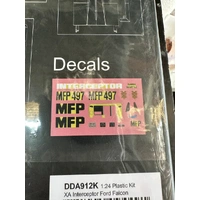 Decals
INTERCEPTOR
MFP 497 MFP 497
MFP
MFP
DDA912K 1:24 Plastic Kit
XA Interceptor Ford Falcon